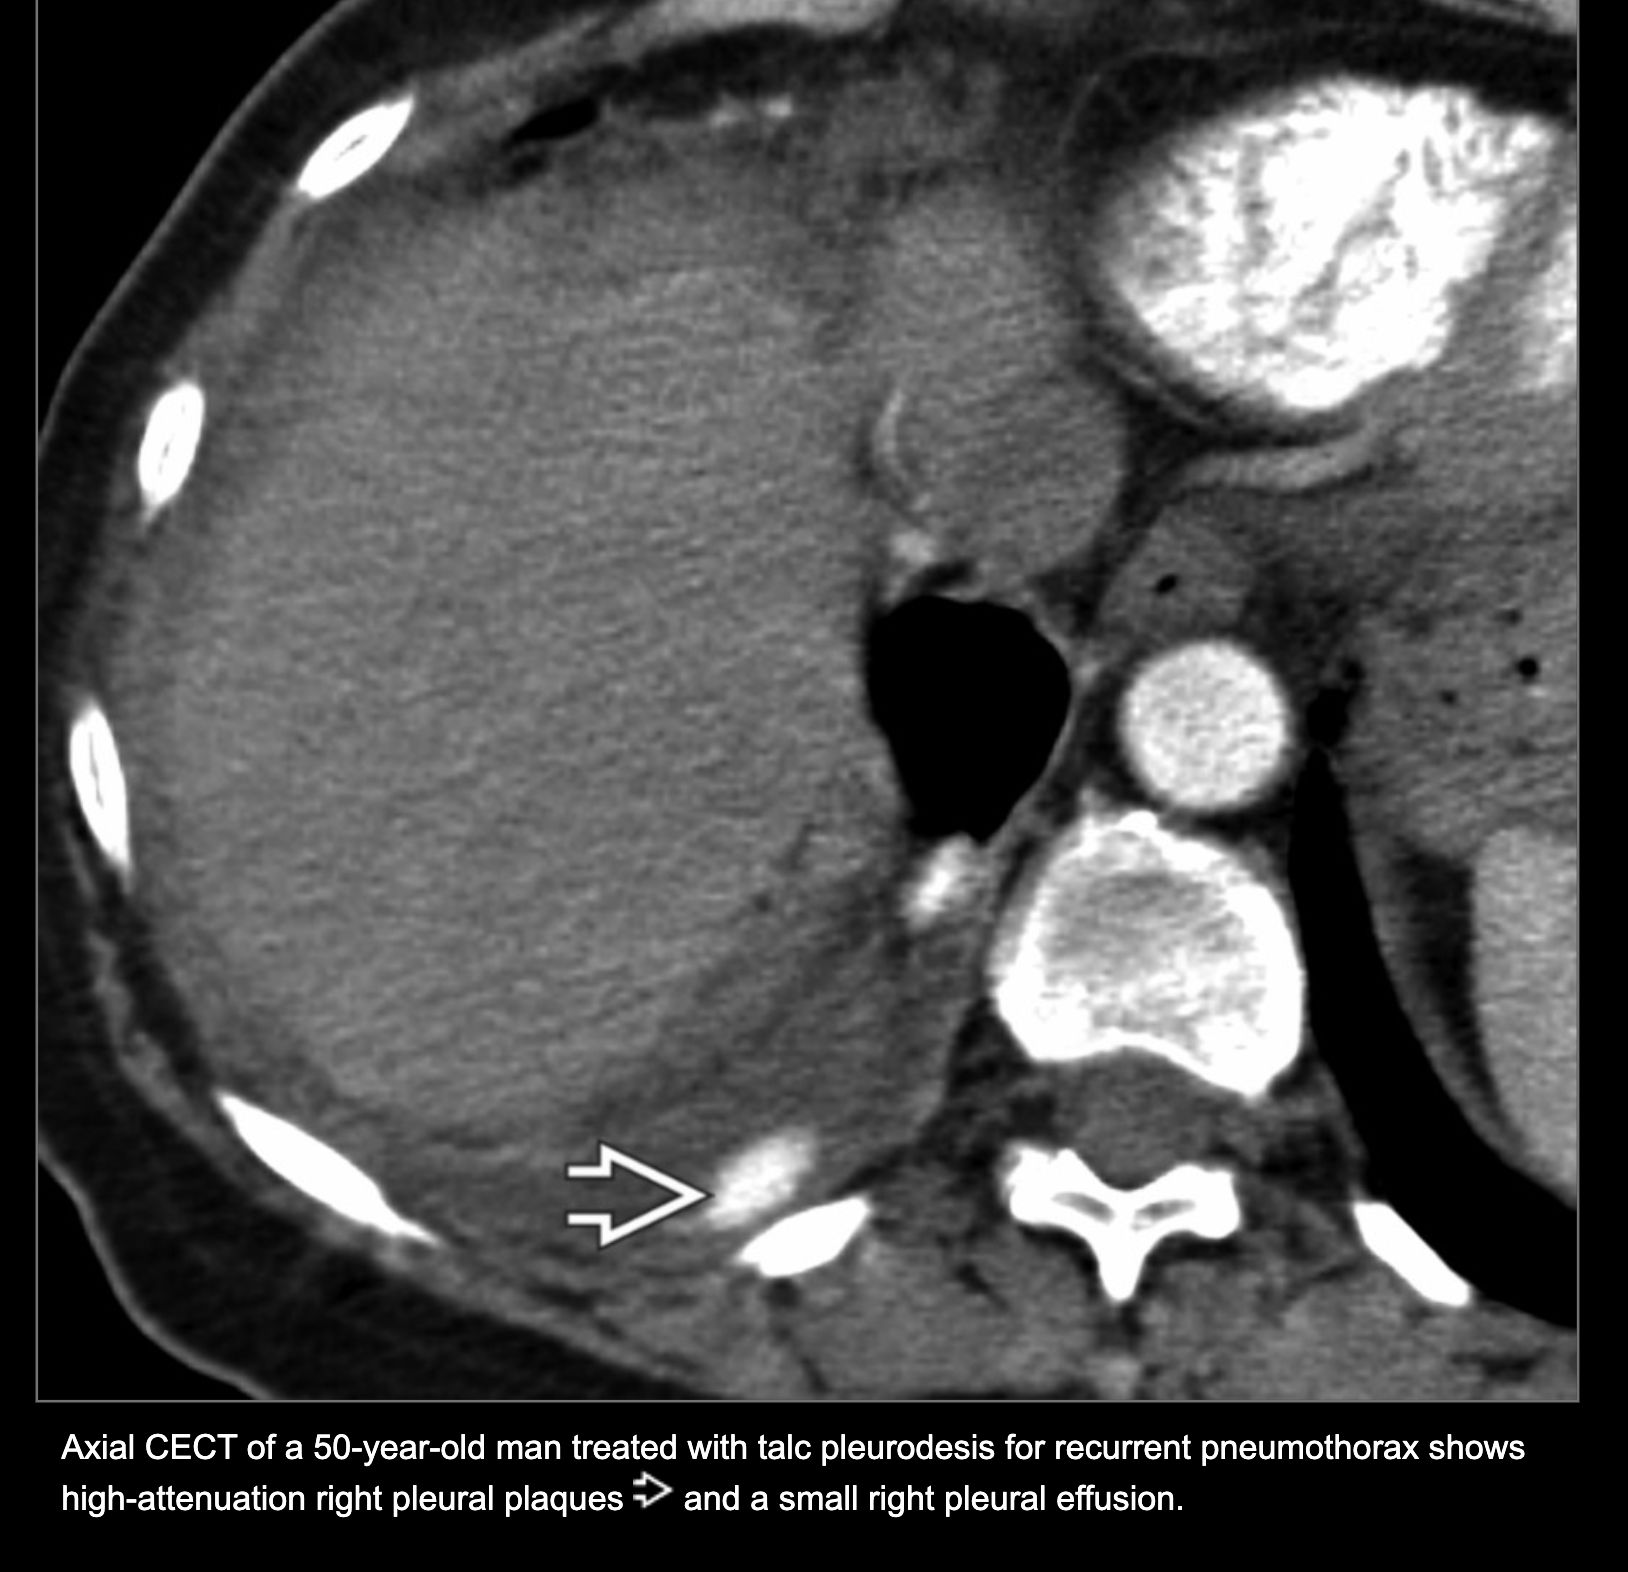 Axial CECT of a 50-year-old man treated with talc pleurodesis for recurrent pneumothorax shows
high-attenuation right pleural plaques and a small right pleural effusion.